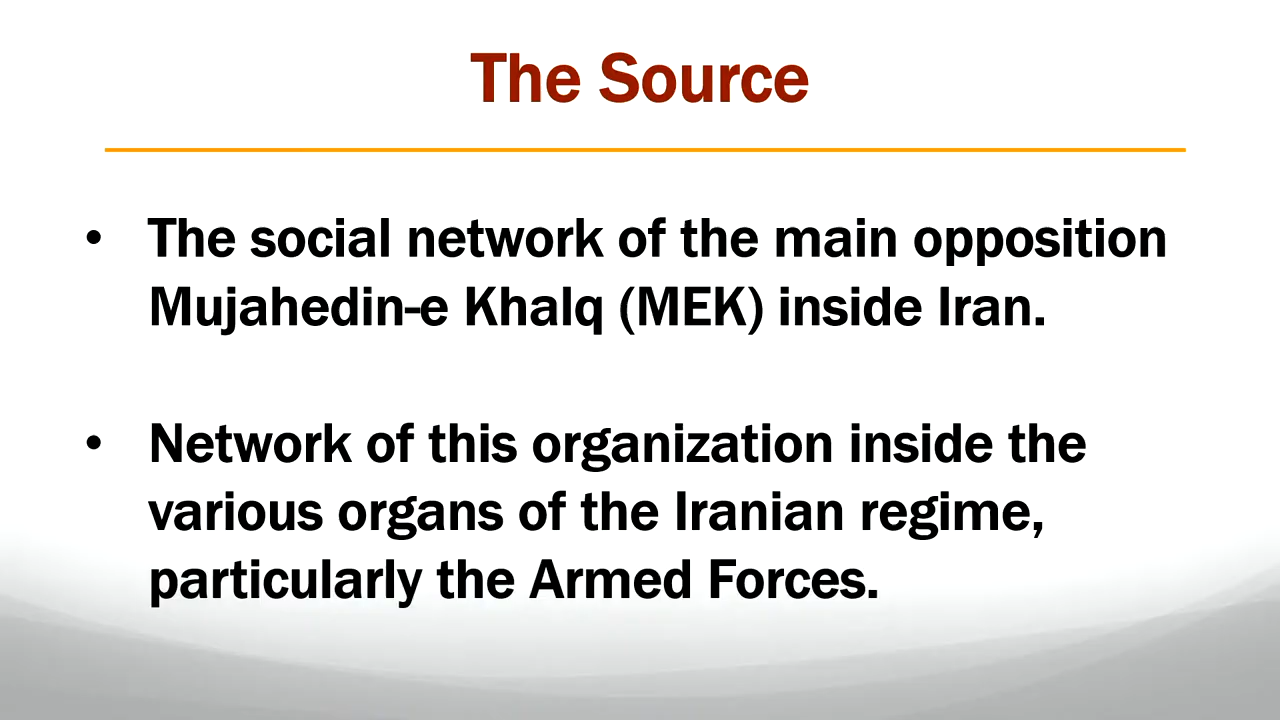 The Source
• The social network of the main opposition
Mujahedin-e Khalq (MEK) inside Iran.
• Network of this organization inside the
various organs of the Iranian regime,
particularly the Armed Forces.